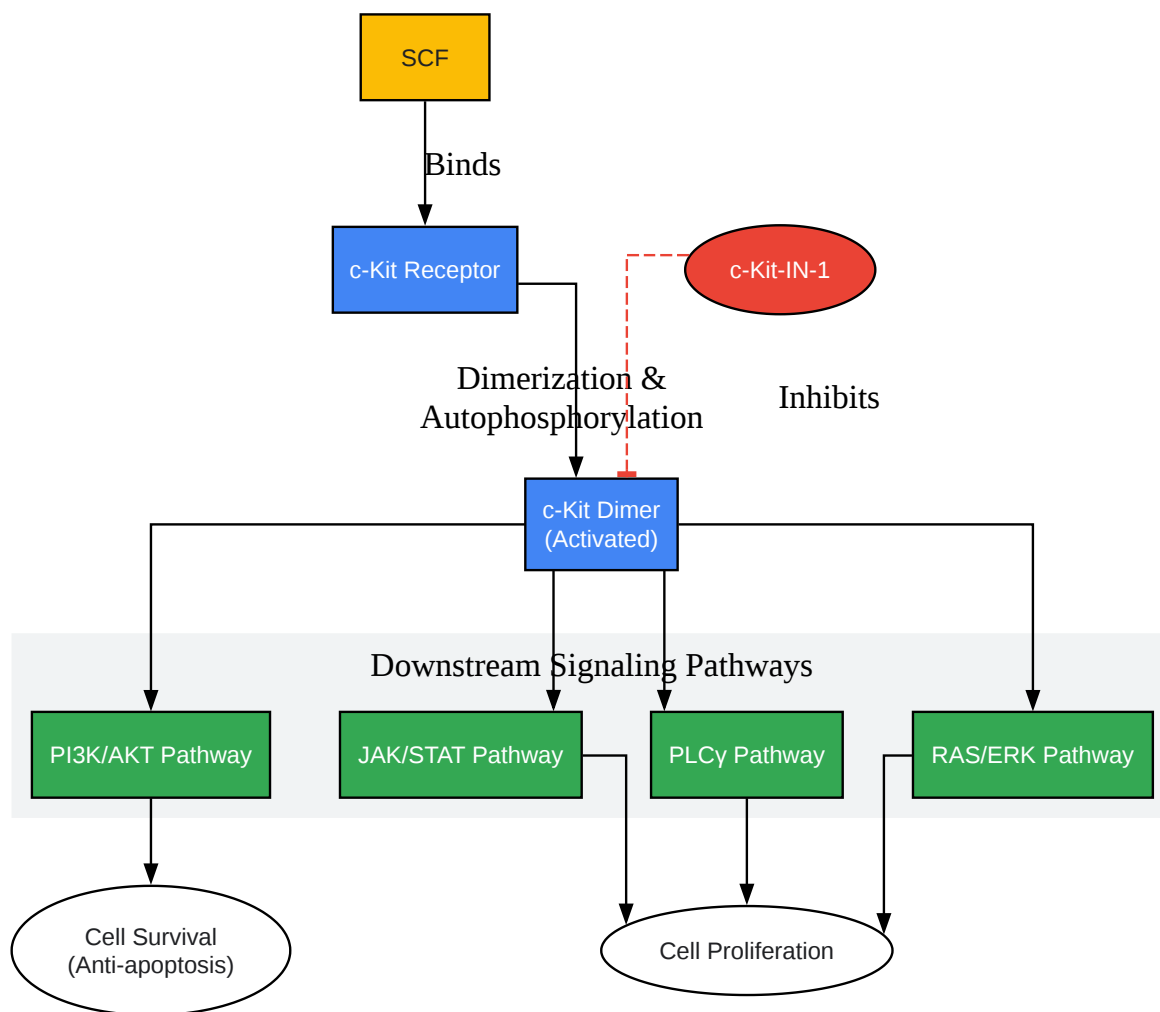 SCF
Binds
c-Kit Receptor
c-Kit-IN-1
Dimerization &
Autophosphorylation
Inhibits
c-Kit Dimer
(Activated)
Downstream Signaling Pathways
PI3K/AKT Pathway
JAK/STAT Pathway
PLCγ Pathway
RAS/ERK Pathway
Cell Survival
(Anti-apoptosis)
Cell Proliferation